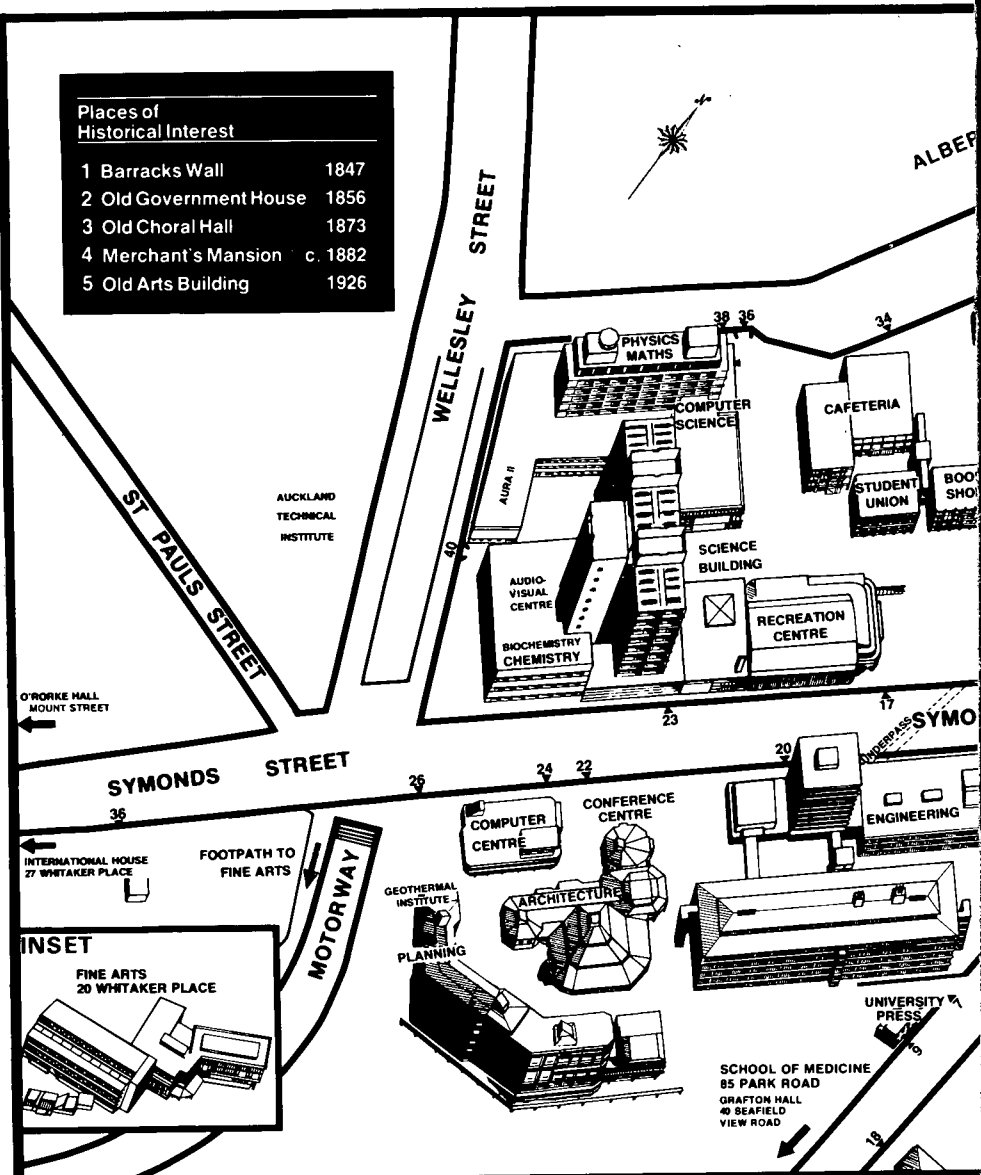 Places of
Historical Interest
1 Barracks Wall 1847
2 Old Government House 1856
3 Old Choral Hall 1873
4 Merchant's Mansion c. 1882
5 Old Arts Building 1926
N
WELLESLEY STREET
38
36
34
PHYSICS
MATHS
COMPUTER
SCIENCE
CAFETERIA
STUDENT
UNION
AURA II
AUCKLAND
TECHNICAL
INSTITUTE
ST PAULS STREET
40
SCIENCE
BUILDING
AUDIO-
VISUAL
CENTRE
BIOCHEMISTRY
CHEMISTRY
RECREATION
CENTRE
O'RORKE HALL
MOUNT STREET
23
17
UNDERPASS
SYMONDS STREET
36
26
24
22
20
CONFERENCE
CENTRE
COMPUTER
CENTRE
ENGINEERING
INTERNATIONAL HOUSE
27 WHITAKER PLACE
FOOTPATH TO
FINE ARTS
MOTORWAY
GEOTHERMAL
INSTITUTE
ARCHITECTURE
PLANNING
INSET
FINE ARTS
20 WHITAKER PLACE
UNIVERSITY
PRESS
SCHOOL OF MEDICINE
85 PARK ROAD
GRAFTON HALL
40 SEAFIELD
VIEW ROAD
18